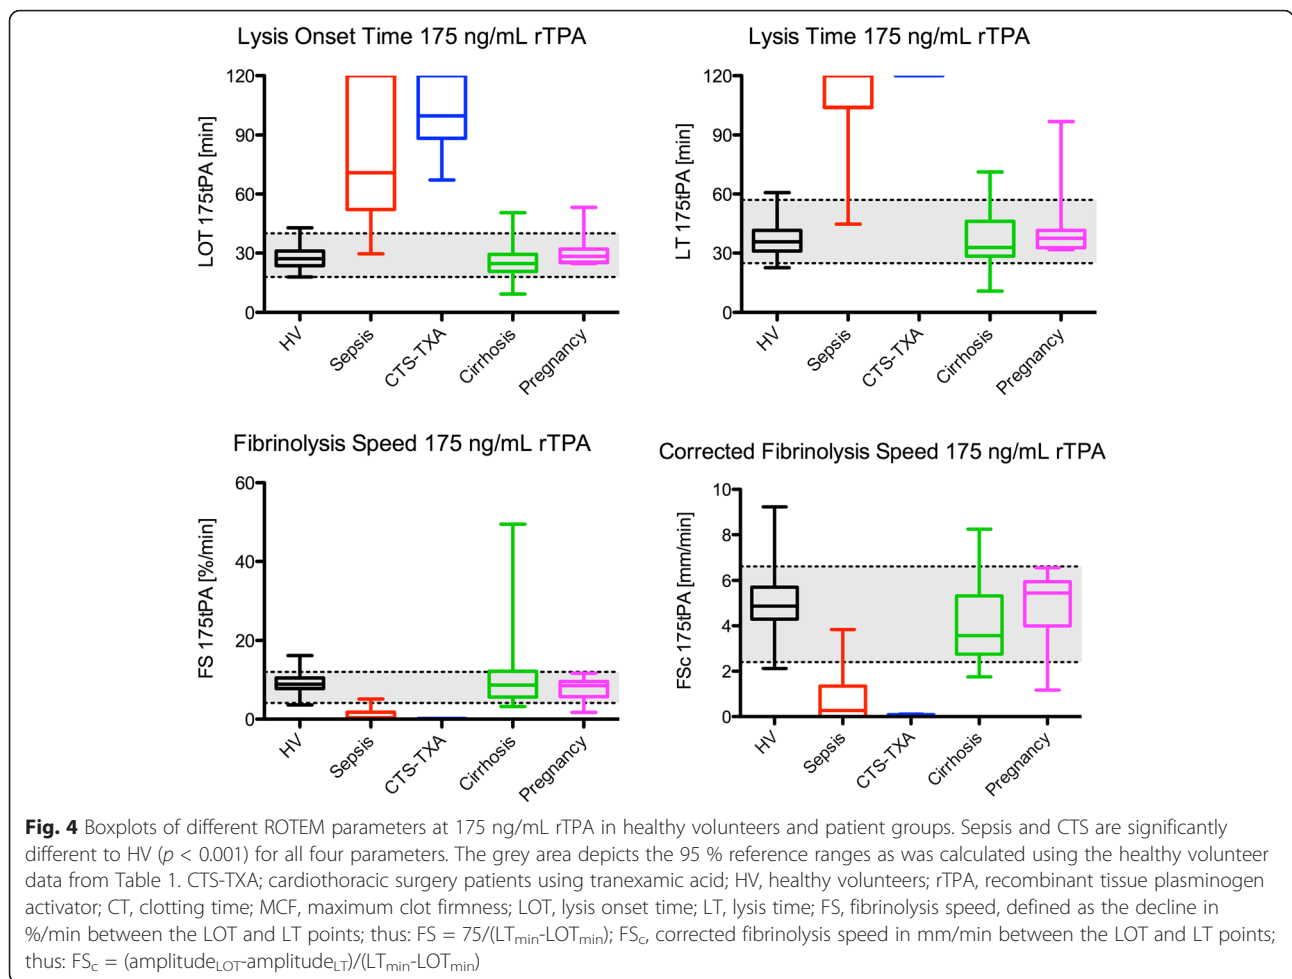 Lysis Onset Time 175 ng/mL rTPA
LOT 175tPA [min]
120
90
60
30
0
HV
Sepsis
CTS-TXA
Cirrhosis
Pregnancy
Lysis Time 175 ng/mL rTPA
LT 175tPA [min]
120
90
60
30
0
HV
Sepsis
CTS-TXA
Cirrhosis
Pregnancy
Fibrinolysis Speed 175 ng/mL rTPA
FS 175tPA [%/min]
60
40
20
0
HV
Sepsis
CTS-TXA
Cirrhosis
Pregnancy
Corrected Fibrinolysis Speed 175 ng/mL rTPA
FSc 175tPA [mm/min]
10
8
6
4
2
0
HV
Sepsis
CTS-TXA
Cirrhosis
Pregnancy
Fig. 4 Boxplots of different ROTEM parameters at 175 ng/mL rTPA in healthy volunteers and patient groups. Sepsis and CTS are significantly
different to HV (p < 0.001) for all four parameters. The grey area depicts the 95 % reference ranges as was calculated using the healthy volunteer
data from Table 1. CTS-TXA; cardiothoracic surgery patients using tranexamic acid; HV, healthy volunteers; rTPA, recombinant tissue plasminogen
activator; CT, clotting time; MCF, maximum clot firmness; LOT, lysis onset time; LT, lysis time; FS, fibrinolysis speed, defined as the decline in
%/min between the LOT and LT points; thus: FS = 75/(LTmin-LOTmin); FSc, corrected fibrinolysis speed in mm/min between the LOT and LT points;
thus: FSc = (amplitudeLOT-amplitudeLT)/(LTmin-LOTmin)